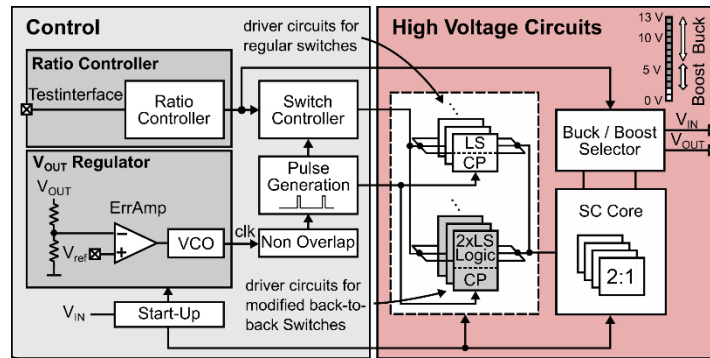 Control
High Voltage Circuits
driver circuits for
regular switches
13 V
10 V
5 V
0 V
Boost Buck
Ratio Controller
Testinterface
Ratio
Controller
Switch
Controller
LS
CP
Buck / Boost
Selector
VIN
VOUT
VOUT Regulator
VOUT
ErrAmp
Vref
−
+
VCO
clk
Pulse
Generation
Non Overlap
2xLS
Logic
CP
SC Core
2:1
driver circuits for
modified back-to-
back Switches
VIN
Start-Up